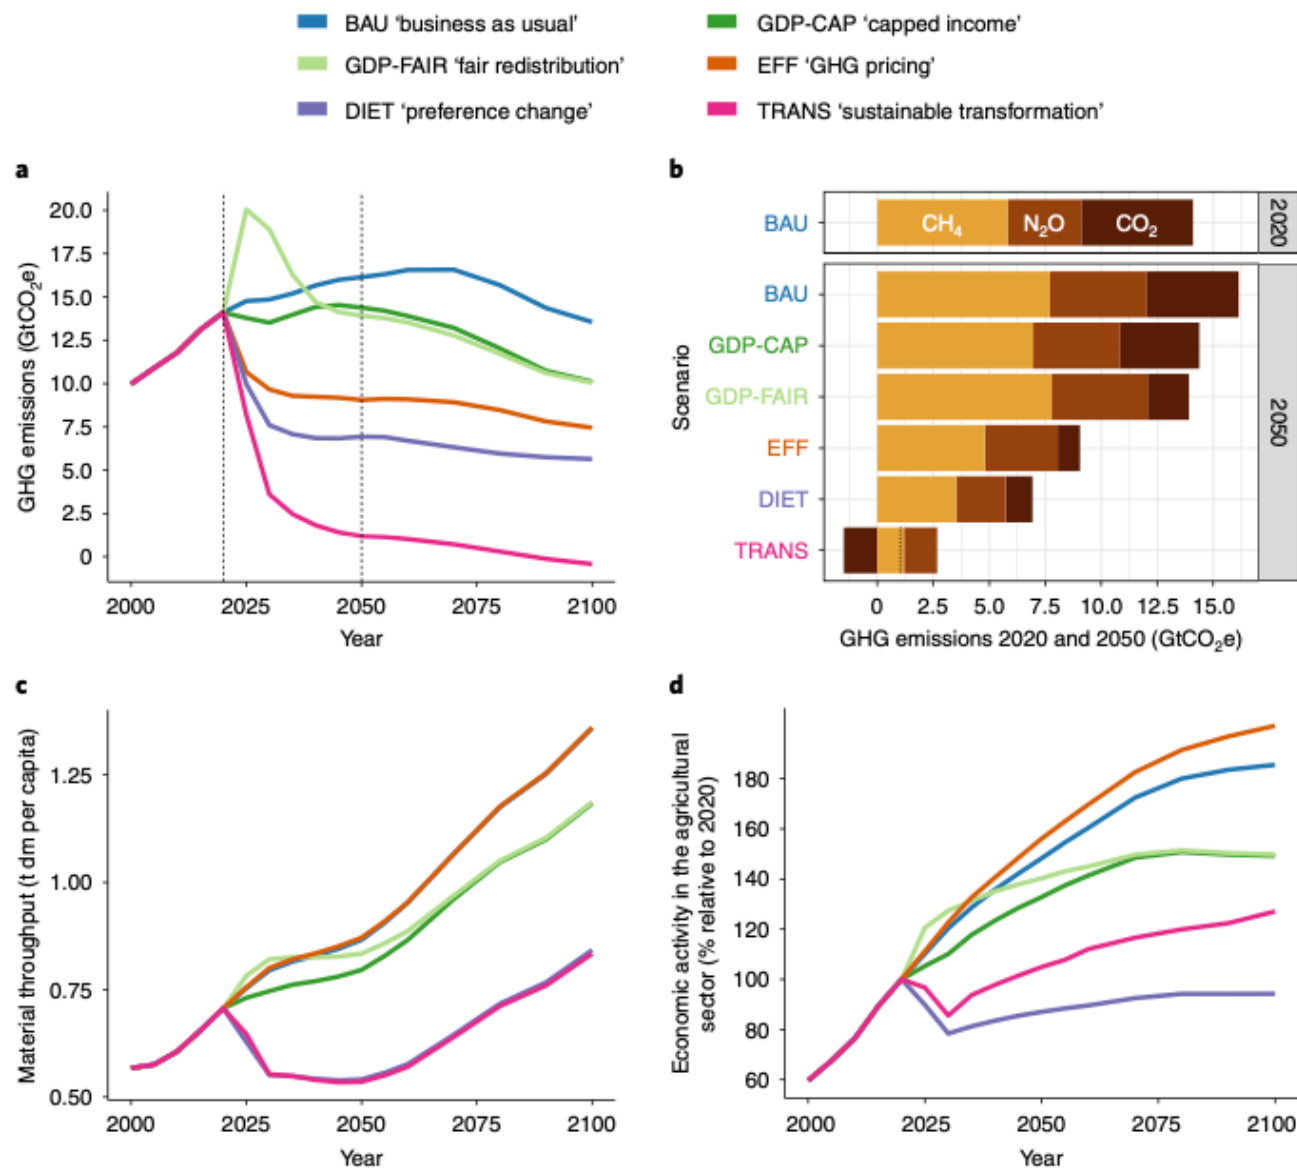 BAU ‘business as usual’
GDP-CAP ‘capped income’
GDP-FAIR ‘fair redistribution’
EFF ‘GHG pricing’
DIET ‘preference change’
TRANS ‘sustainable transformation’
a
GHG emissions (GtCO₂e)
20.0
17.5
15.0
12.5
10.0
7.5
5.0
2.5
0
2000
2025
2050
2075
2100
Year
b
Scenario
BAU
CH₄
N₂O
CO₂
2020
BAU
GDP-CAP
GDP-FAIR
EFF
DIET
TRANS
2050
0
2.5
5.0
7.5
10.0
12.5
15.0
GHG emissions 2020 and 2050 (GtCO₂e)
c
Material throughput (t dm per capita)
1.25
1.00
0.75
0.50
2000
2025
2050
2075
2100
Year
d
Economic activity in the agricultural
sector (% relative to 2020)
180
160
140
120
100
80
60
2000
2025
2050
2075
2100
Year